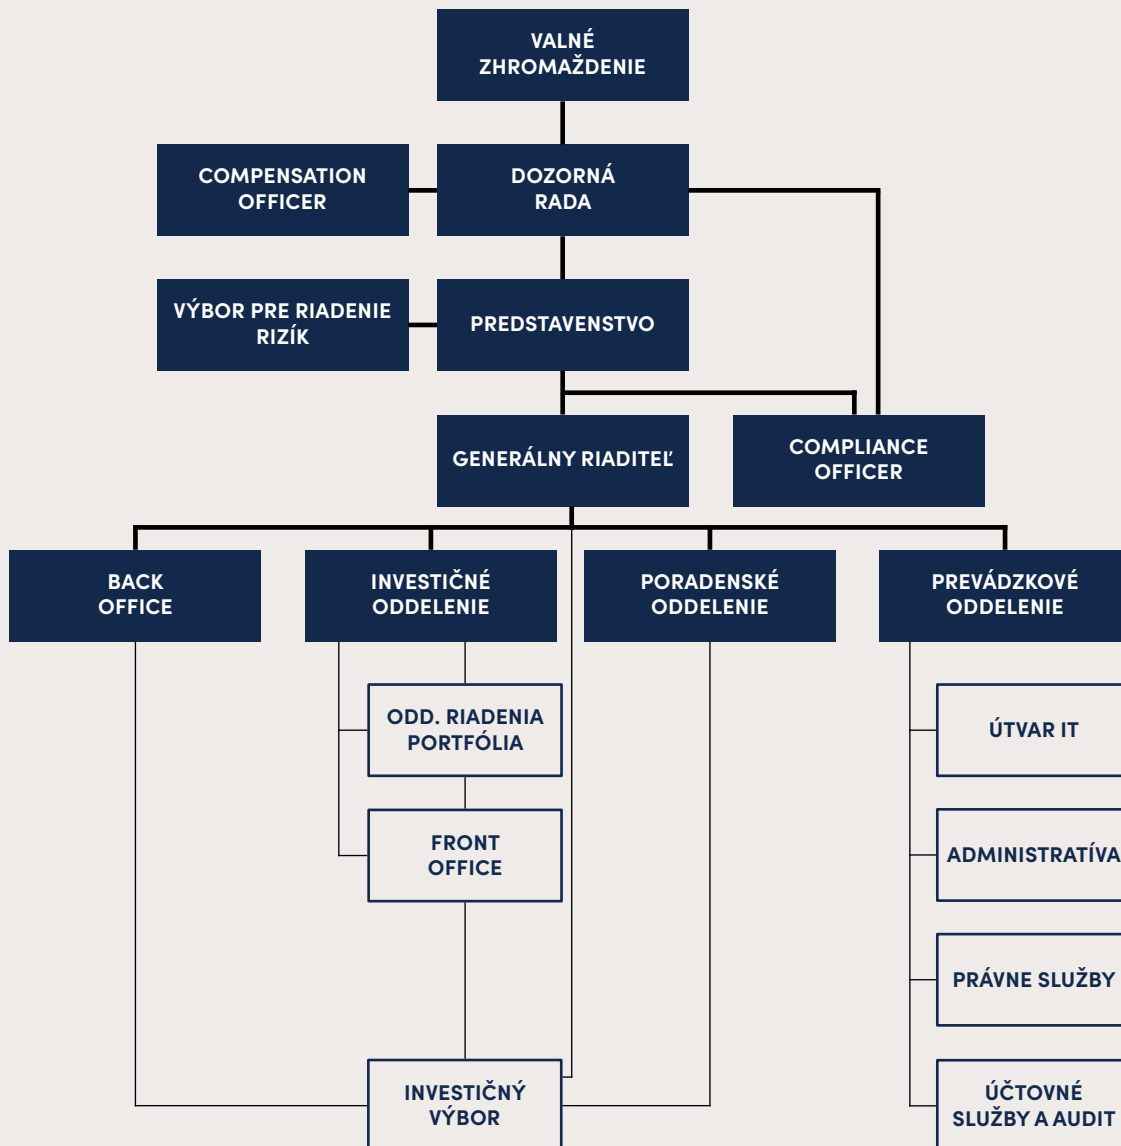 VALNÉ
ZHROMAŽDENIE
COMPENSATION
OFFICER
DOZORNÁ
RADA
VÝBOR PRE RIADENIE
RIZÍK
PREDSTAVENSTVO
GENERÁLNY RIADITEĽ
COMPLIANCE
OFFICER
BACK
OFFICE
INVESTIČNÉ
ODDELENIE
PORADENSKÉ
ODDELENIE
PREVÁDZKOVÉ
ODDELENIE
ODD. RIADENIA
PORTFÓLIA
ÚTVAR IT
FRONT
OFFICE
ADMINISTRATÍVA
PRÁVNE SLUŽBY
INVESTIČNÝ
VÝBOR
ÚČTOVNÉ
SLUŽBY A AUDIT